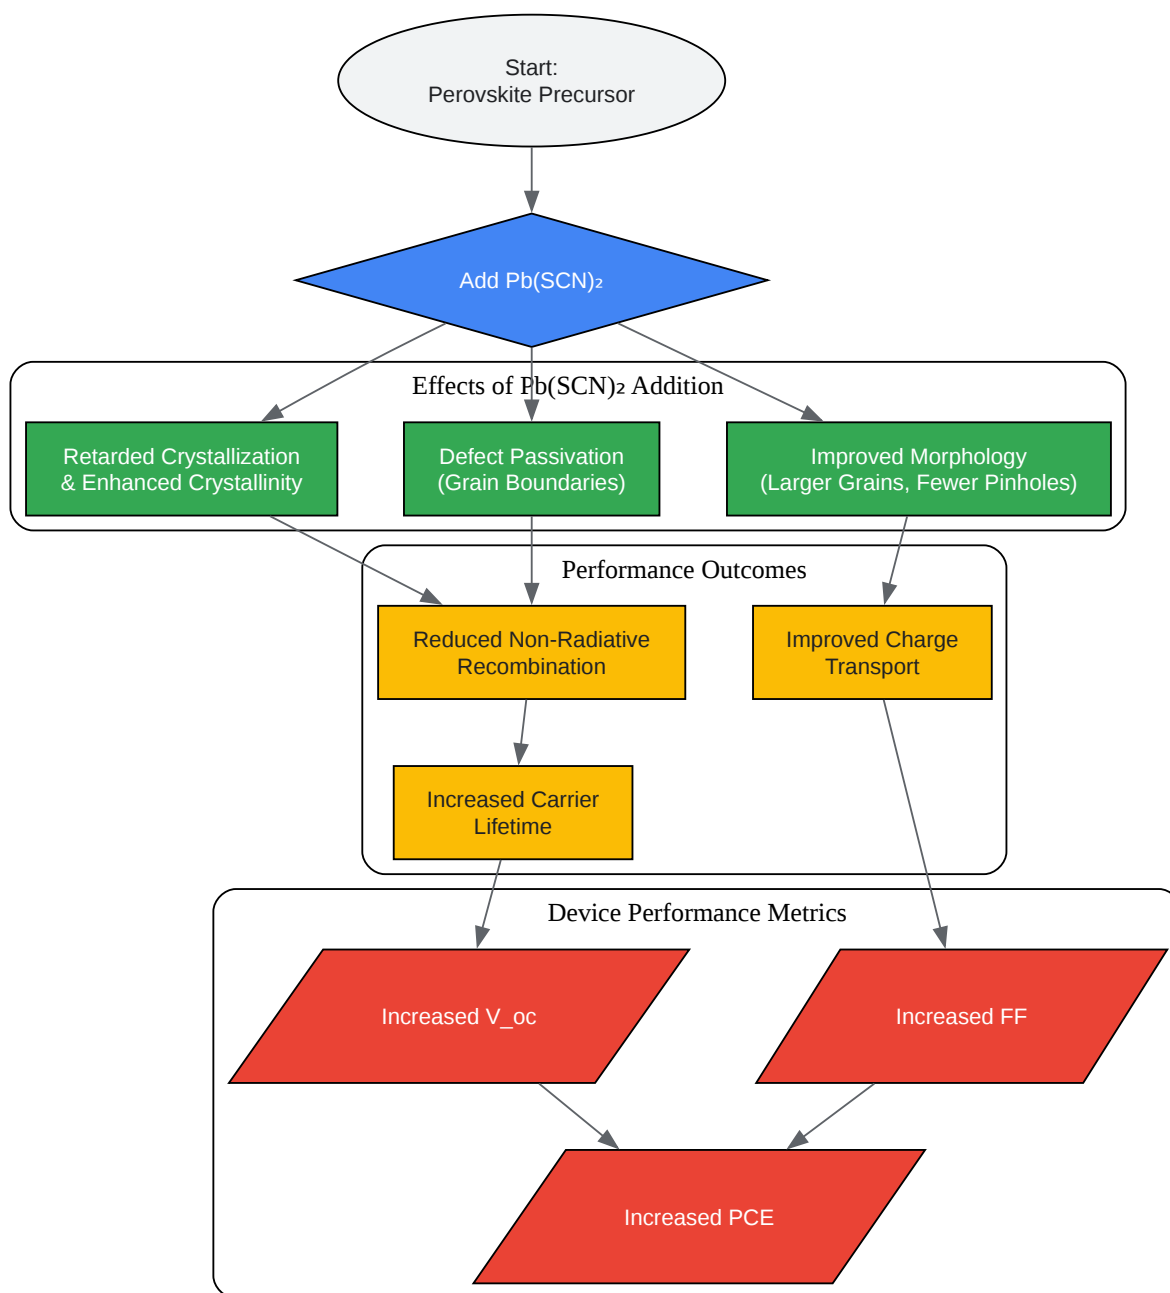 Start:
Perovskite Precursor
Add Pb(SCN)₂
Effects of Pb(SCN)₂ Addition
Retarded Crystallization
& Enhanced Crystallinity
Defect Passivation
(Grain Boundaries)
Improved Morphology
(Larger Grains, Fewer Pinholes)
Performance Outcomes
Reduced Non-Radiative
Recombination
Improved Charge
Transport
Increased Carrier
Lifetime
Device Performance Metrics
Increased V_oc
Increased FF
Increased PCE